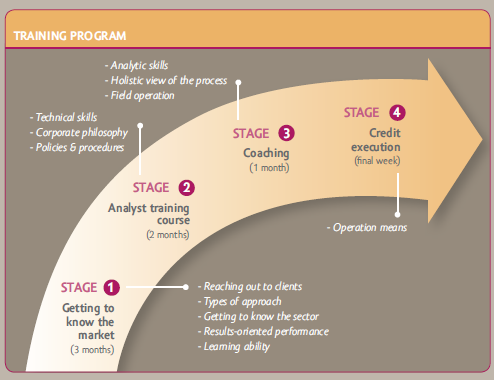 TRAINING PROGRAM
- Analytic skills
- Holistic view of the process
- Field operation
- Technical skills
- Corporate philosophy
- Policies & procedures
STAGE 4
Credit
execution
(final week)
STAGE 3
Coaching
(1 month)
STAGE 2
Analyst training
course
(2 months)
- Operation means
STAGE 1
Getting to
know the
market
(3 months)
- Reaching out to clients
- Types of approach
- Getting to know the sector
- Results-oriented performance
- Learning ability